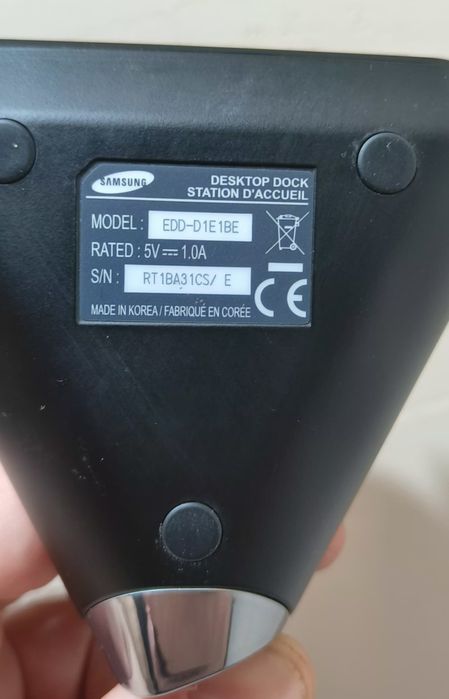 SAMSUNG
DESKTOP DOCK
STATION D'ACCUEIL
MODEL : EDD-D1E1BE
RATED : 5V⎓1.0A
S/N : RT1BA31CS/ E
MADE IN KOREA / FABRIQUÉ EN CORÉE
CE